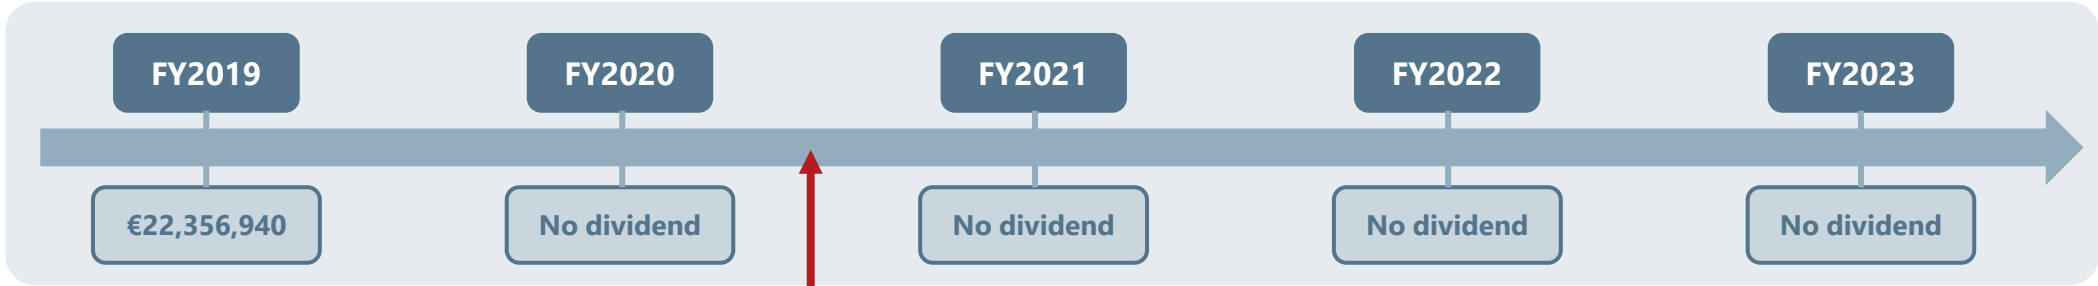 FY2019
FY2020
FY2021
FY2022
FY2023
€22,356,940
No dividend
No dividend
No dividend
No dividend